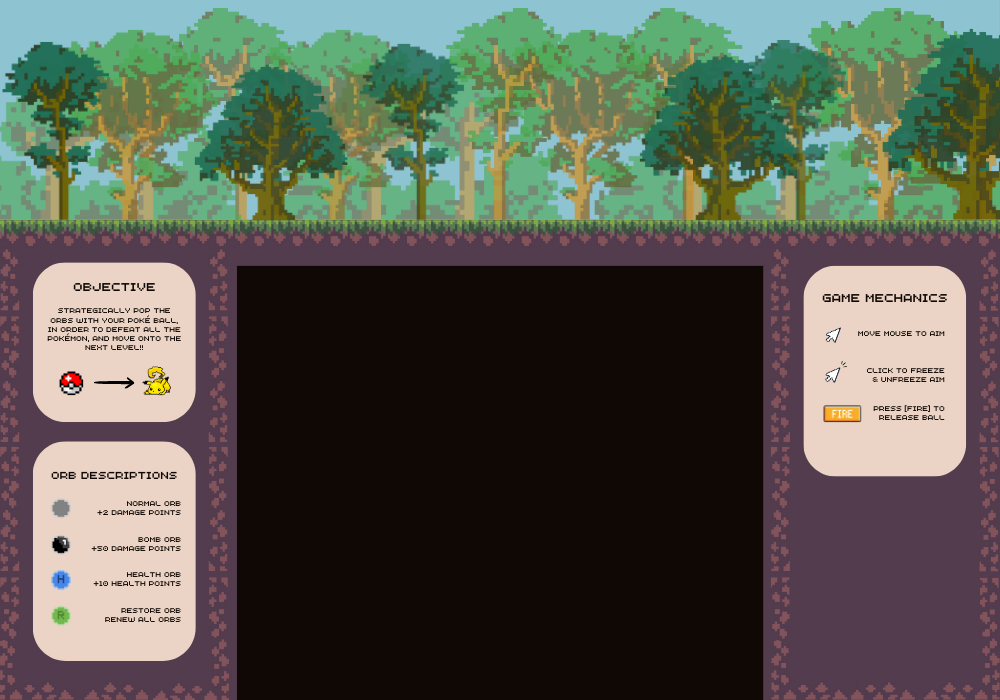 OBJECTIVE
STRATEGICALLY POP THE
ORBS WITH YOUR POKÉ BALL,
IN ORDER TO DEFEAT ALL THE
POKÉMON, AND MOVE ONTO THE
NEXT LEVEL!!
ORB DESCRIPTIONS
NORMAL ORB
+2 DAMAGE POINTS
BOMB ORB
+50 DAMAGE POINTS
H
HEALTH ORB
+10 HEALTH POINTS
R
RESTORE ORB
RENEW ALL ORBS
GAME MECHANICS
MOVE MOUSE TO AIM
CLICK TO FREEZE
& UNFREEZE AIM
FIRE
PRESS [FIRE] TO
RELEASE BALL